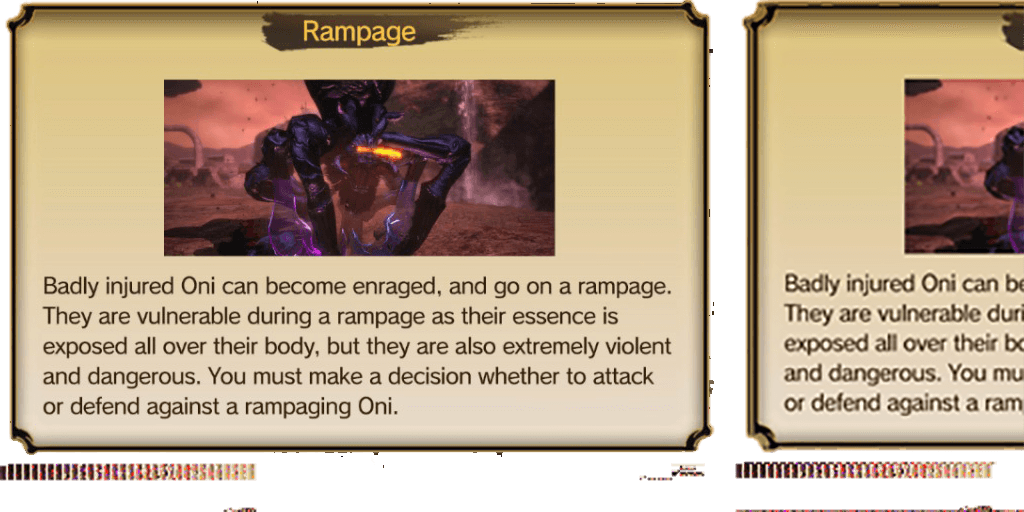 Rampage
Badly injured Oni can become enraged, and go on a rampage.
They are vulnerable during a rampage as their essence is
exposed all over their body, but they are also extremely violent
and dangerous. You must make a decision whether to attack
or defend against a rampaging Oni.
Badly injured Oni can be
They are vulnerable duri
exposed all over their bo
and dangerous. You mu
or defend against a ram